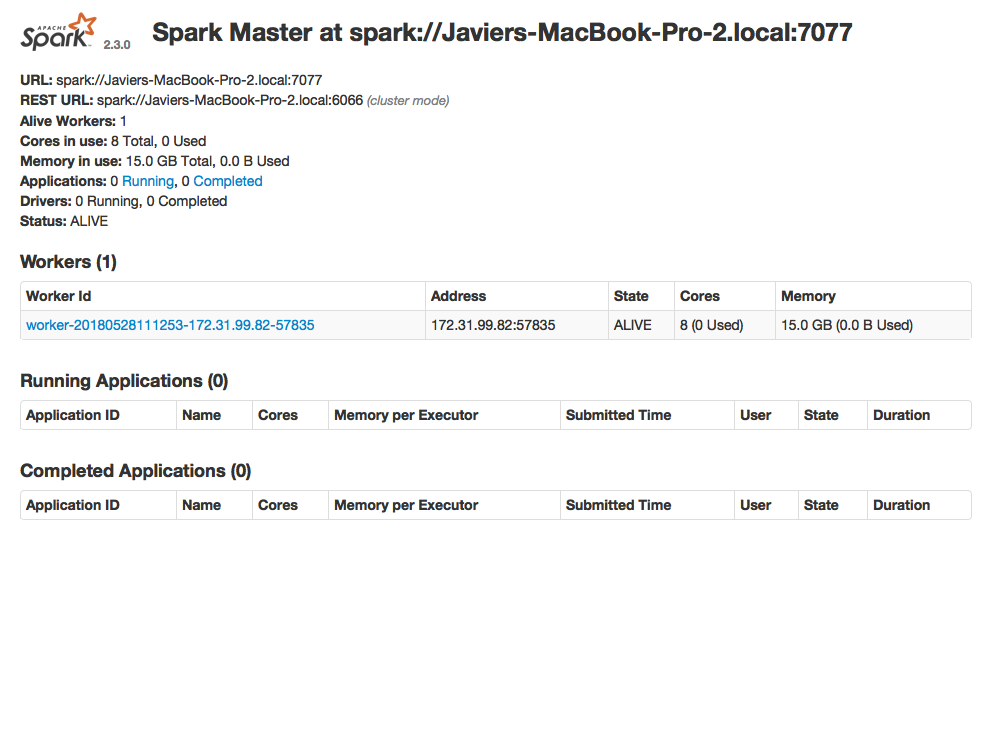 APACHE
Spark 2.3.0 Spark Master at spark://Javiers-MacBook-Pro-2.local:7077
URL: spark://Javiers-MacBook-Pro-2.local:7077
REST URL: spark://Javiers-MacBook-Pro-2.local:6066 (cluster mode)
Alive Workers: 1
Cores in use: 8 Total, 0 Used
Memory in use: 15.0 GB Total, 0.0 B Used
Applications: 0 Running, 0 Completed
Drivers: 0 Running, 0 Completed
Status: ALIVE
Workers (1)
Worker Id Address State Cores Memory
worker-20180528111253-172.31.99.82-57835 172.31.99.82:57835 ALIVE 8 (0 Used) 15.0 GB (0.0 B Used)
Running Applications (0)
Application ID Name Cores Memory per Executor Submitted Time User State Duration
Completed Applications (0)
Application ID Name Cores Memory per Executor Submitted Time User State Duration